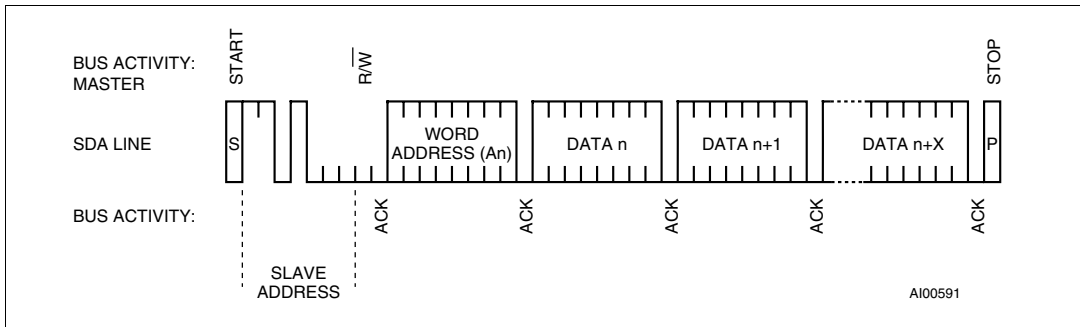 BUS ACTIVITY:
MASTER
START
R/W
STOP
SDA LINE
S
WORD
ADDRESS (An)
DATA n
DATA n+1
DATA n+X
P
BUS ACTIVITY:
ACK
ACK
ACK
ACK
ACK
SLAVE
ADDRESS
AI00591